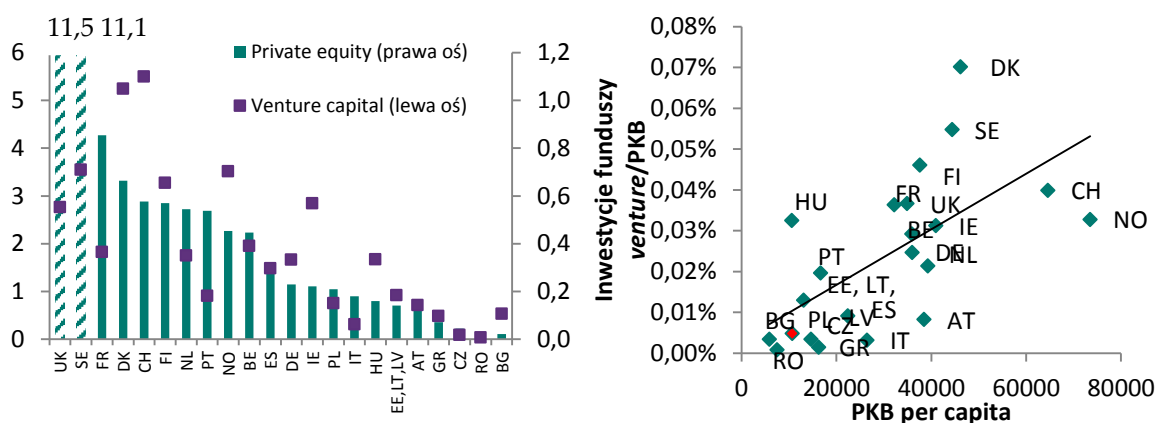 11,5 11,1
6
5
4
3
2
1
0
Private equity (prawa oś)
Venture capital (lewa oś)
1,2
1,0
0,8
0,6
0,4
0,2
0,0
UK
SE
FR
DK
CH
FI
NL
PT
NO
BE
ES
DE
IE
PL
IT
HU
EE,LT,LV
AT
GR
CZ
RO
BG
Inwestycje funduszy
venture/PKB
0,08%
0,07%
0,06%
0,05%
0,04%
0,03%
0,02%
0,01%
0,00%
DK
SE
FI
CH
FR
UK
HU
NO
BE
IE
DE
NL
PT
EE, LT,
LV
ES
BG
PL
CZ
AT
RO
GR
IT
0
20000
40000
60000
80000
PKB per capita